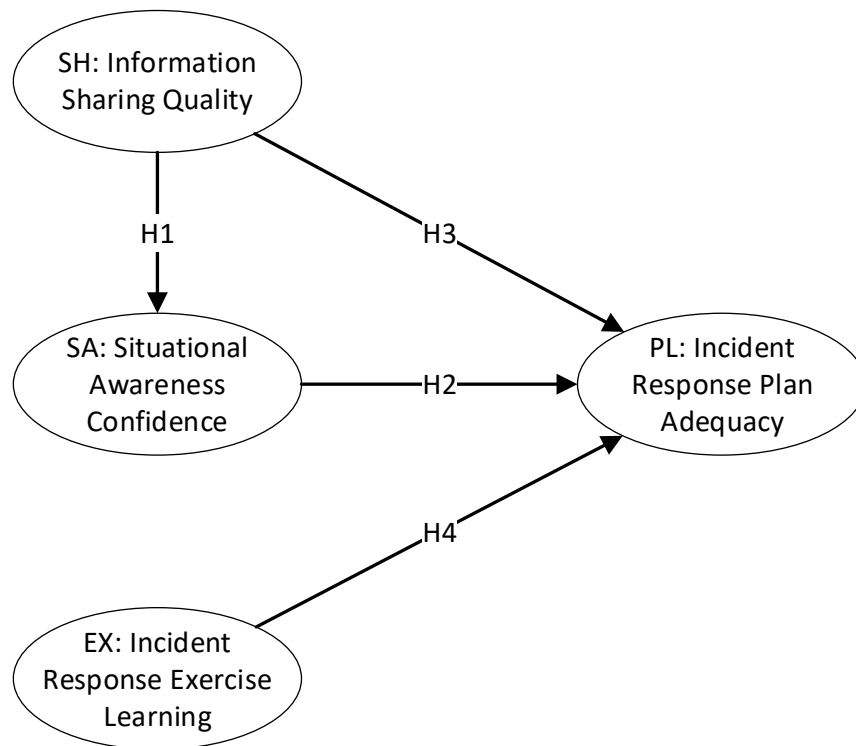 SH: Information
Sharing Quality
H1
H3
SA: Situational
Awareness
Confidence
H2
PL: Incident
Response Plan
Adequacy
H4
EX: Incident
Response Exercise
Learning